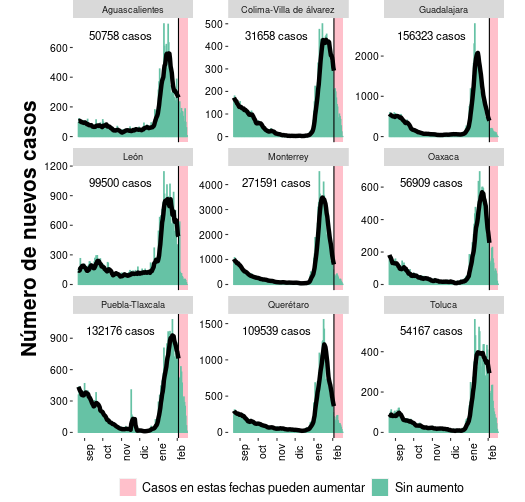 Número de nuevos casos
Aguascalientes
Colima-Villa de álvarez
Guadalajara
50758 casos
31658 casos
156323 casos
600
400
200
0
500
400
300
200
100
0
2000
1000
0
León
Monterrey
Oaxaca
99500 casos
271591 casos
56909 casos
1200
900
600
300
0
4000
3000
2000
1000
0
600
400
200
0
Puebla-Tlaxcala
Querétaro
Toluca
132176 casos
109539 casos
54167 casos
900
600
300
0
1500
1000
500
0
400
200
0
sep oct nov dic ene feb
sep oct nov dic ene feb
sep oct nov dic ene feb
Casos en estas fechas pueden aumentar
Sin aumento